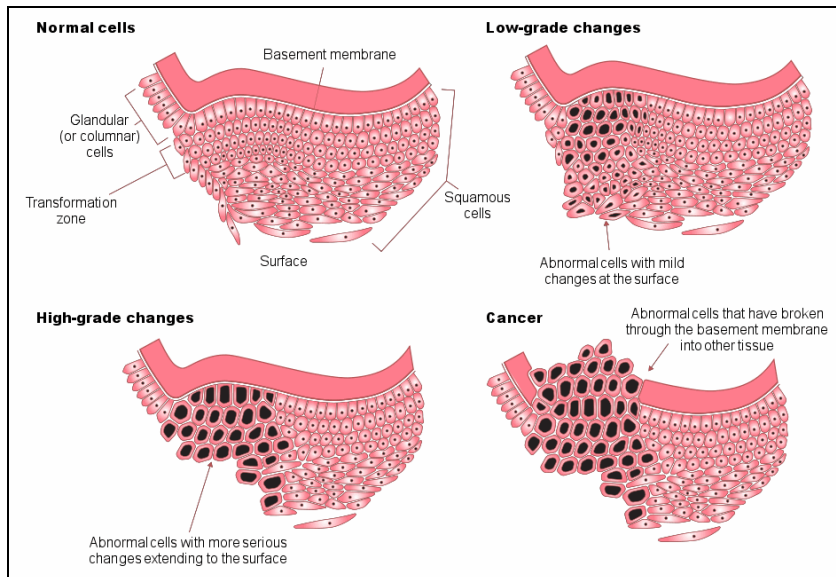 Normal cells
Basement membrane
Glandular
(or columnar)
cells
Transformation
zone
Squamous
cells
Surface
Low-grade changes
Abnormal cells with mild
changes at the surface
High-grade changes
Abnormal cells with more serious
changes extending to the surface
Cancer
Abnormal cells that have broken
through the basement membrane
into other tissue